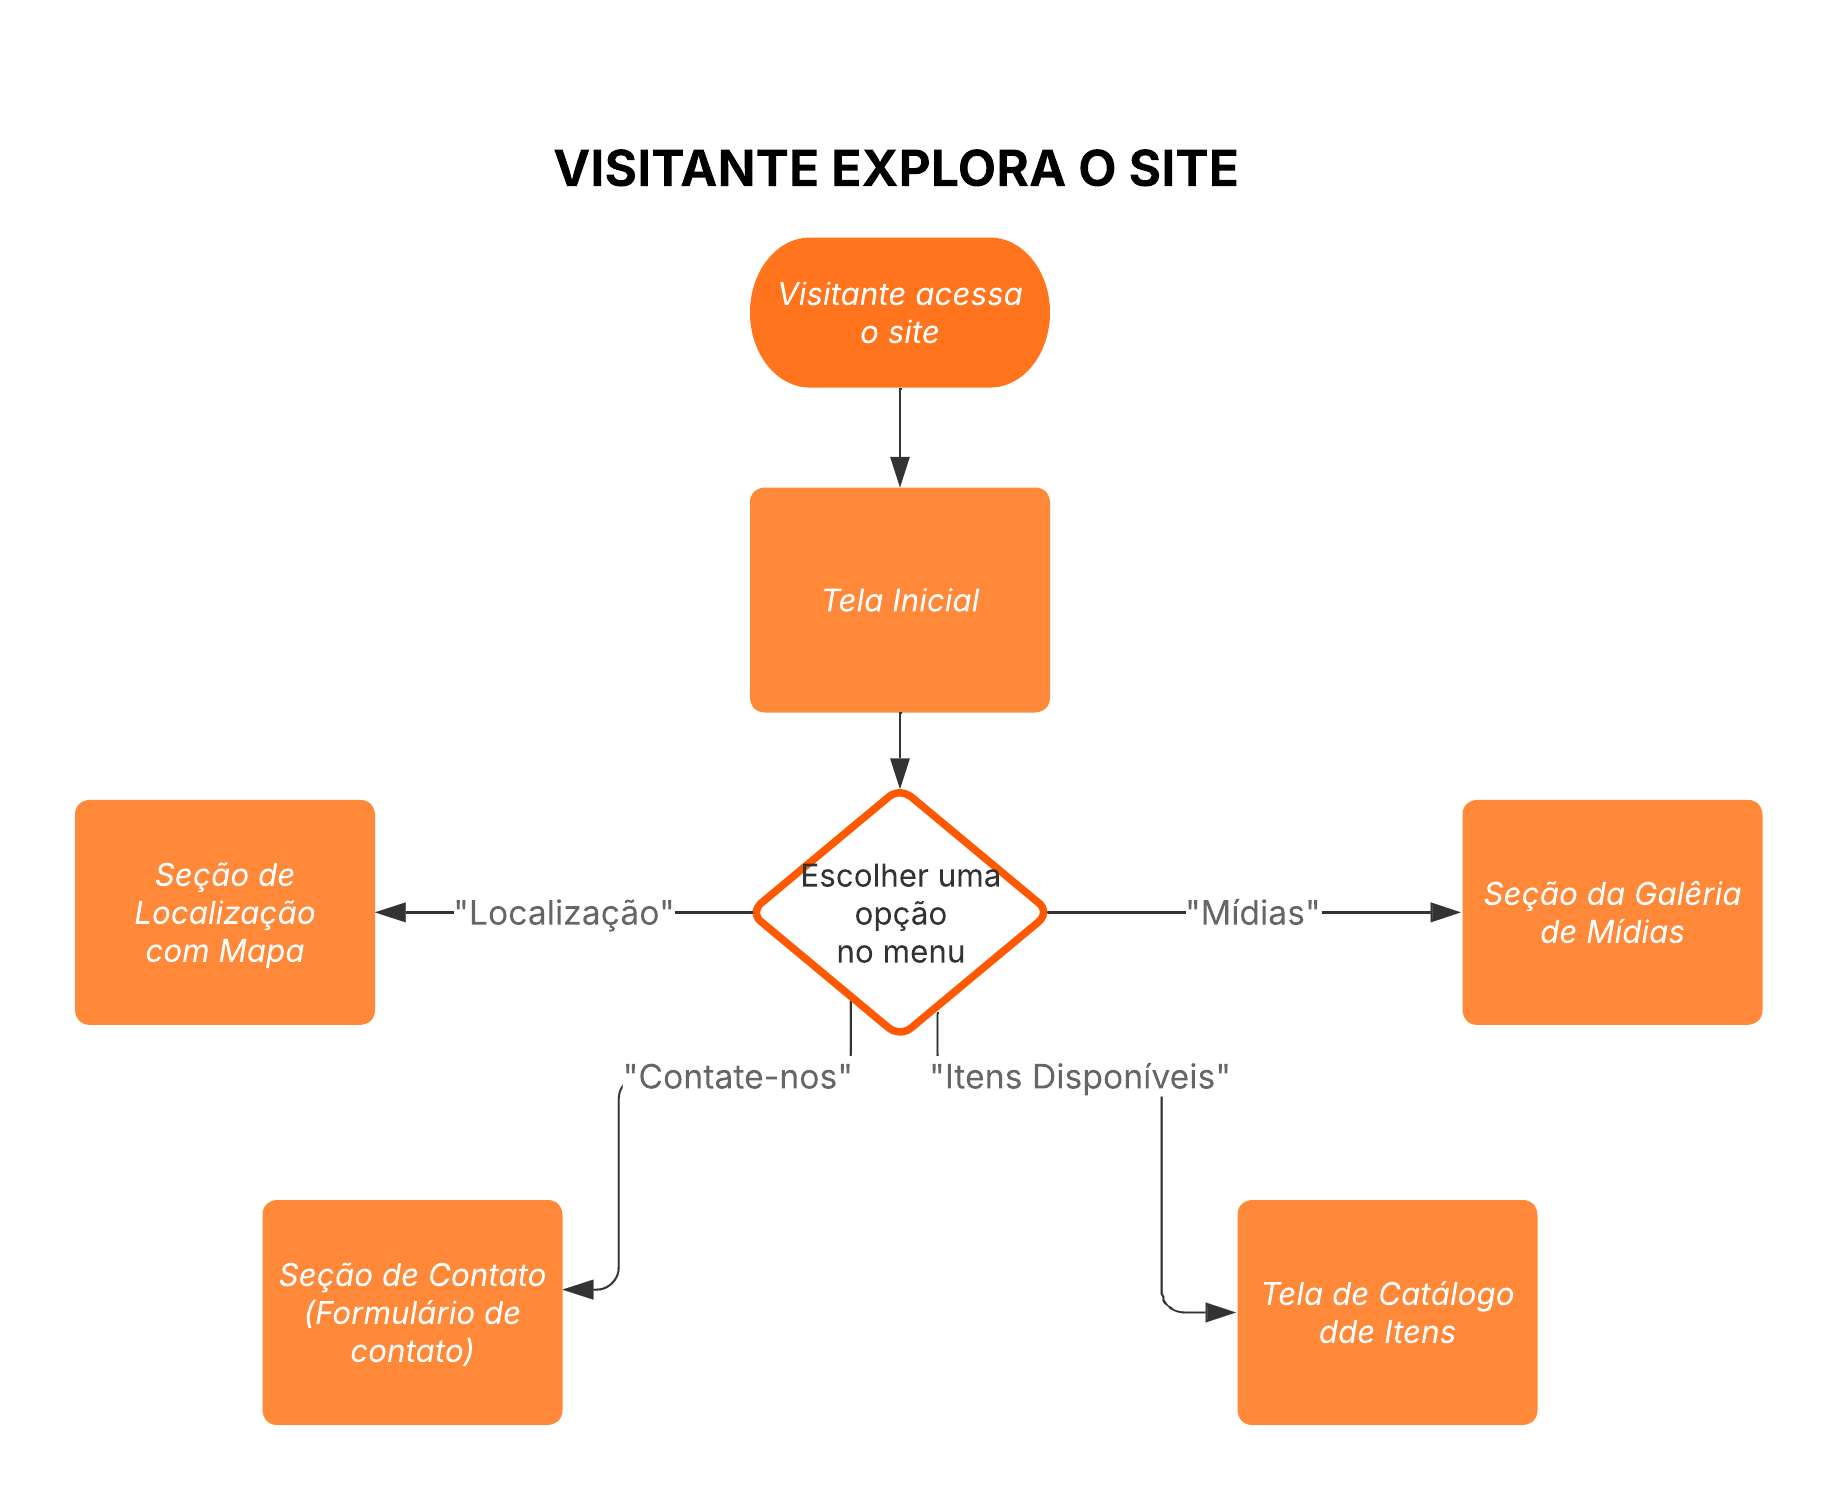 VISITANTE EXPLORA O SITE
Visitante acessa
o site
Tela Inicial
Escolher uma
opção
no menu
Seção de
Localização
com Mapa
"Localização"
"Mídias"
Seção da Galêria
de Mídias
"Contate-nos"
"Itens Disponíveis"
Seção de Contato
(Formulário de
contato)
Tela de Catálogo
dde Itens